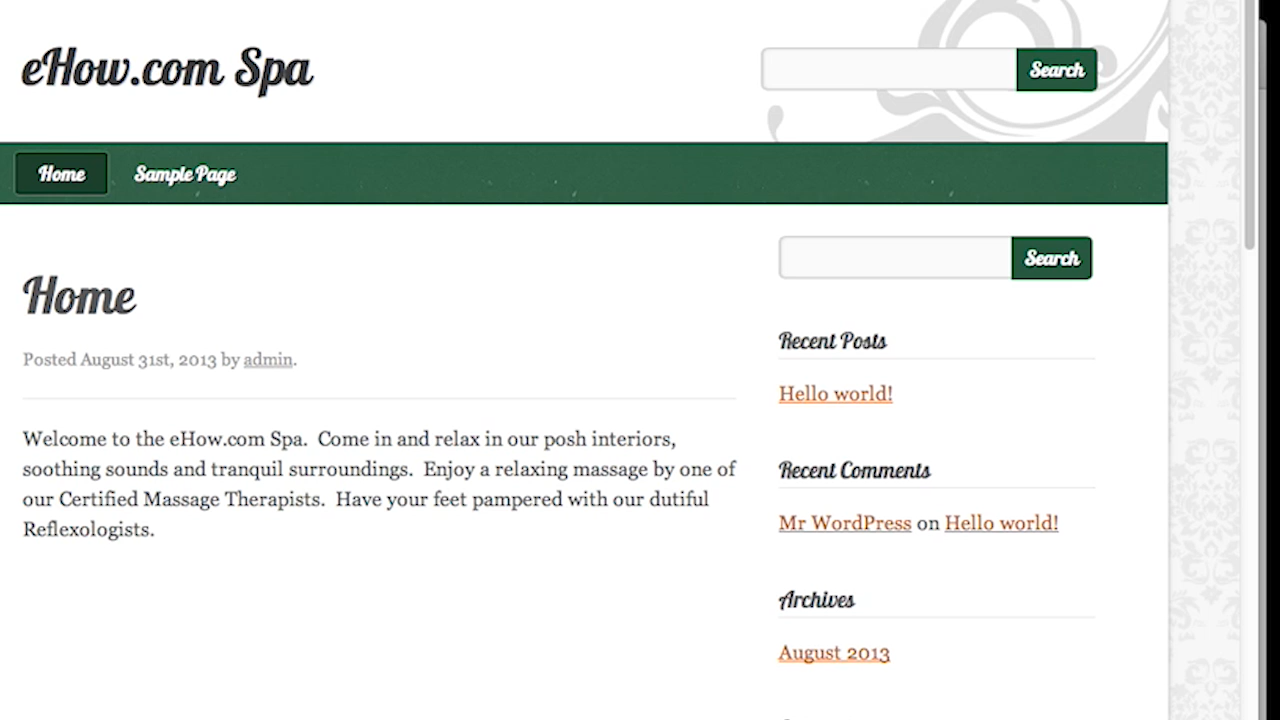 eHow.com Spa
Search
Home
Sample Page
Search
Home
Posted August 31st, 2013 by admin.
Welcome to the eHow.com Spa.  Come in and relax in our posh interiors,
soothing sounds and tranquil surroundings.  Enjoy a relaxing massage by one of
our Certified Massage Therapists.  Have your feet pampered with our dutiful
Reflexologists.
Recent Posts
Hello world!
Recent Comments
Mr WordPress on Hello world!
Archives
August 2013